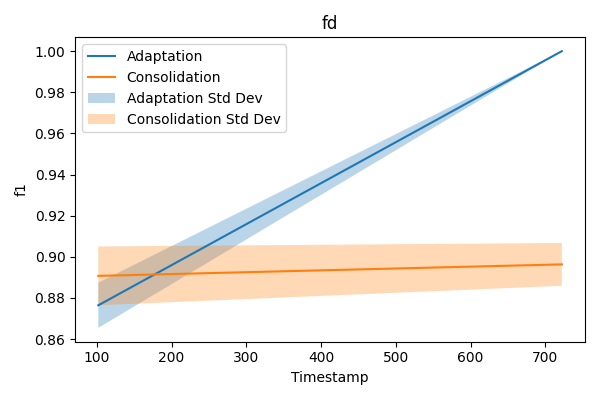 fd
Adaptation
Consolidation
Adaptation Std Dev
Consolidation Std Dev
1.00
0.98
0.96
0.94
0.92
0.90
0.88
0.86
f1
100 200 300 400 500 600 700
Timestamp